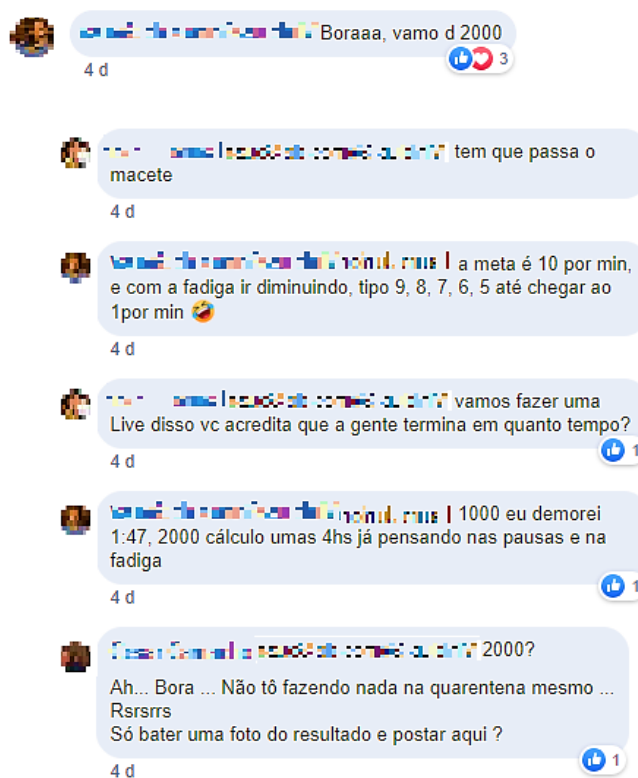 Boraaa, vamo d 2000
3
4 d
tem que passa o
macete
4 d
a meta é 10 por min,
e com a fadiga ir diminuindo, tipo 9, 8, 7, 6, 5 até chegar ao
1por min 🤣
4 d
vamos fazer uma
Live disso vc acredita que a gente termina em quanto tempo?
1
4 d
1000 eu demorei
1:47, 2000 cálculo umas 4hs já pensando nas pausas e na
fadiga
1
4 d
2000?
Ah... Bora ... Não tô fazendo nada na quarentena mesmo ...
Rsrsrrs
Só bater uma foto do resultado e postar aqui ?
1
4 d